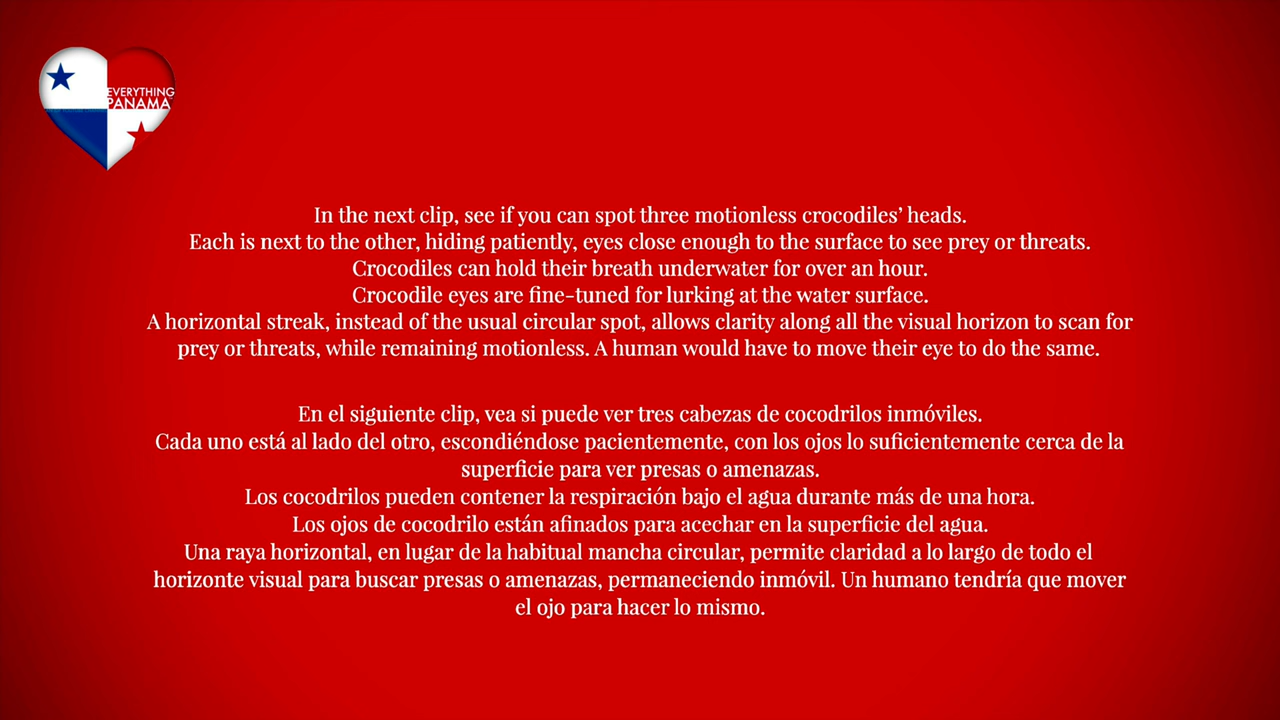 EVERYTHING
PANAMA
In the next clip, see if you can spot three motionless crocodiles’ heads.
Each is next to the other, hiding patiently, eyes close enough to the surface to see prey or threats.
Crocodiles can hold their breath underwater for over an hour.
Crocodile eyes are fine-tuned for lurking at the water surface.
A horizontal streak, instead of the usual circular spot, allows clarity along all the visual horizon to scan for
prey or threats, while remaining motionless. A human would have to move their eye to do the same.
En el siguiente clip, vea si puede ver tres cabezas de cocodrilos inmóviles.
Cada uno está al lado del otro, escondiéndose pacientemente, con los ojos lo suficientemente cerca de la
superficie para ver presas o amenazas.
Los cocodrilos pueden contener la respiración bajo el agua durante más de una hora.
Los ojos de cocodrilo están afinados para acechar en la superficie del agua.
Una raya horizontal, en lugar de la habitual mancha circular, permite claridad a lo largo de todo el
horizonte visual para buscar presas o amenazas, permaneciendo inmóvil. Un humano tendría que mover
el ojo para hacer lo mismo.